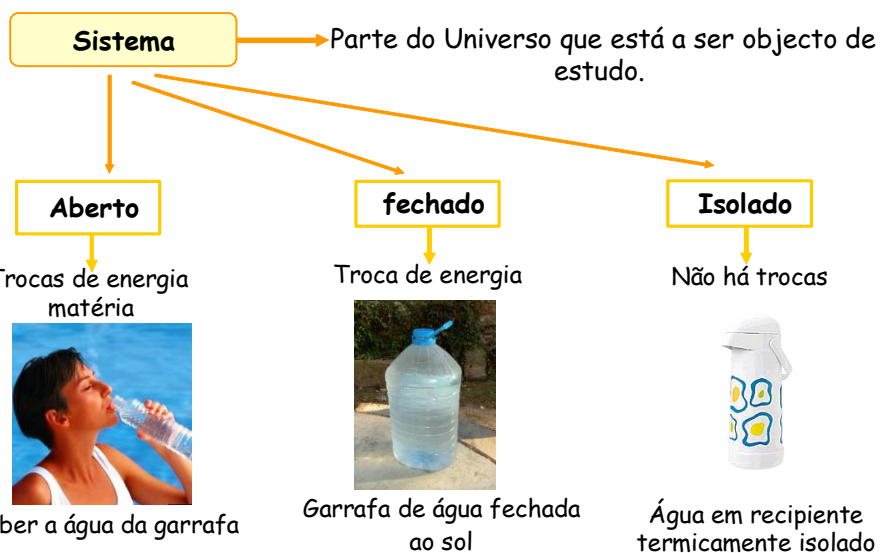 Sistema
Parte do Universo que está a ser objecto de
estudo.
Aberto
fechado
Isolado
Trocas de energia
matéria
Troca de energia
Não há trocas
a água da garrafa
Garrafa de água fechada
ao sol
Água em recipiente
termicamente isolado